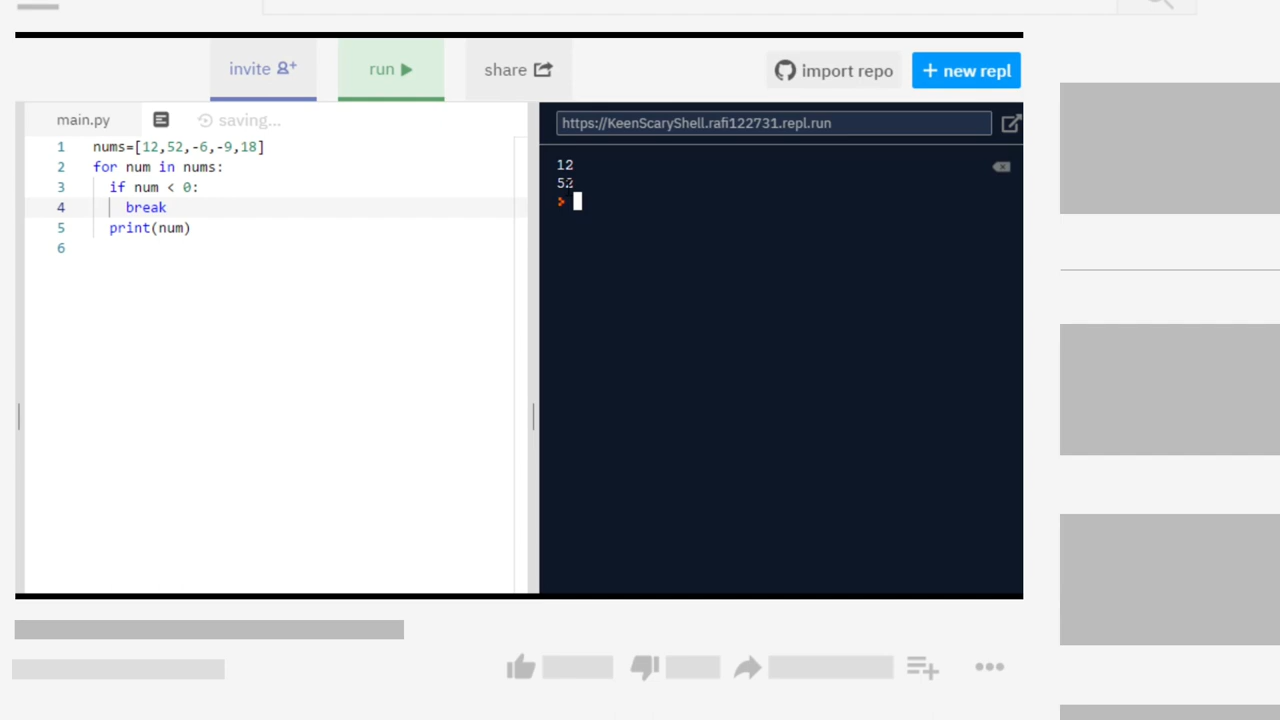 invite
run
share
import repo
+ new repl
main.py
saving...
https://KeenScaryShell.rafi122731.repl.run
1 nums=[12,52,-6,-9,18]
2 for num in nums:
3 if num < 0:
4 break
5 print(num)
6
12
52
>